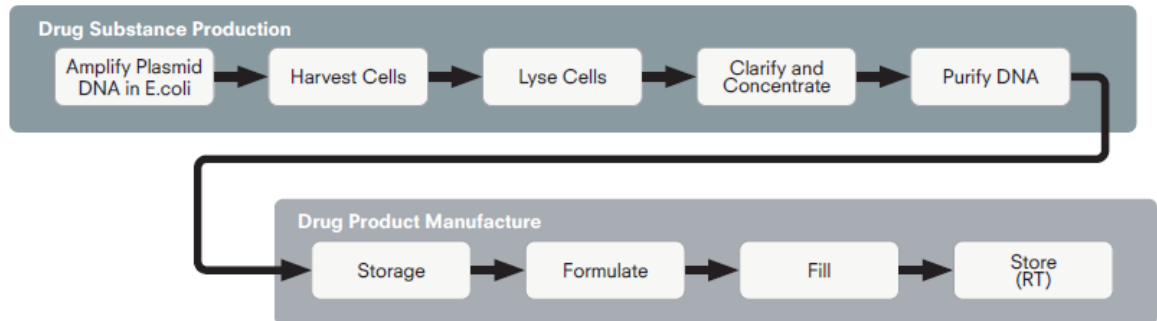 Drug Substance Production
Amplify Plasmid
DNA in E.coli
Harvest Cells
Lyse Cells
Clarify and
Concentrate
Purify DNA
Drug Product Manufacture
Storage
Formulate
Fill
Store
(RT)